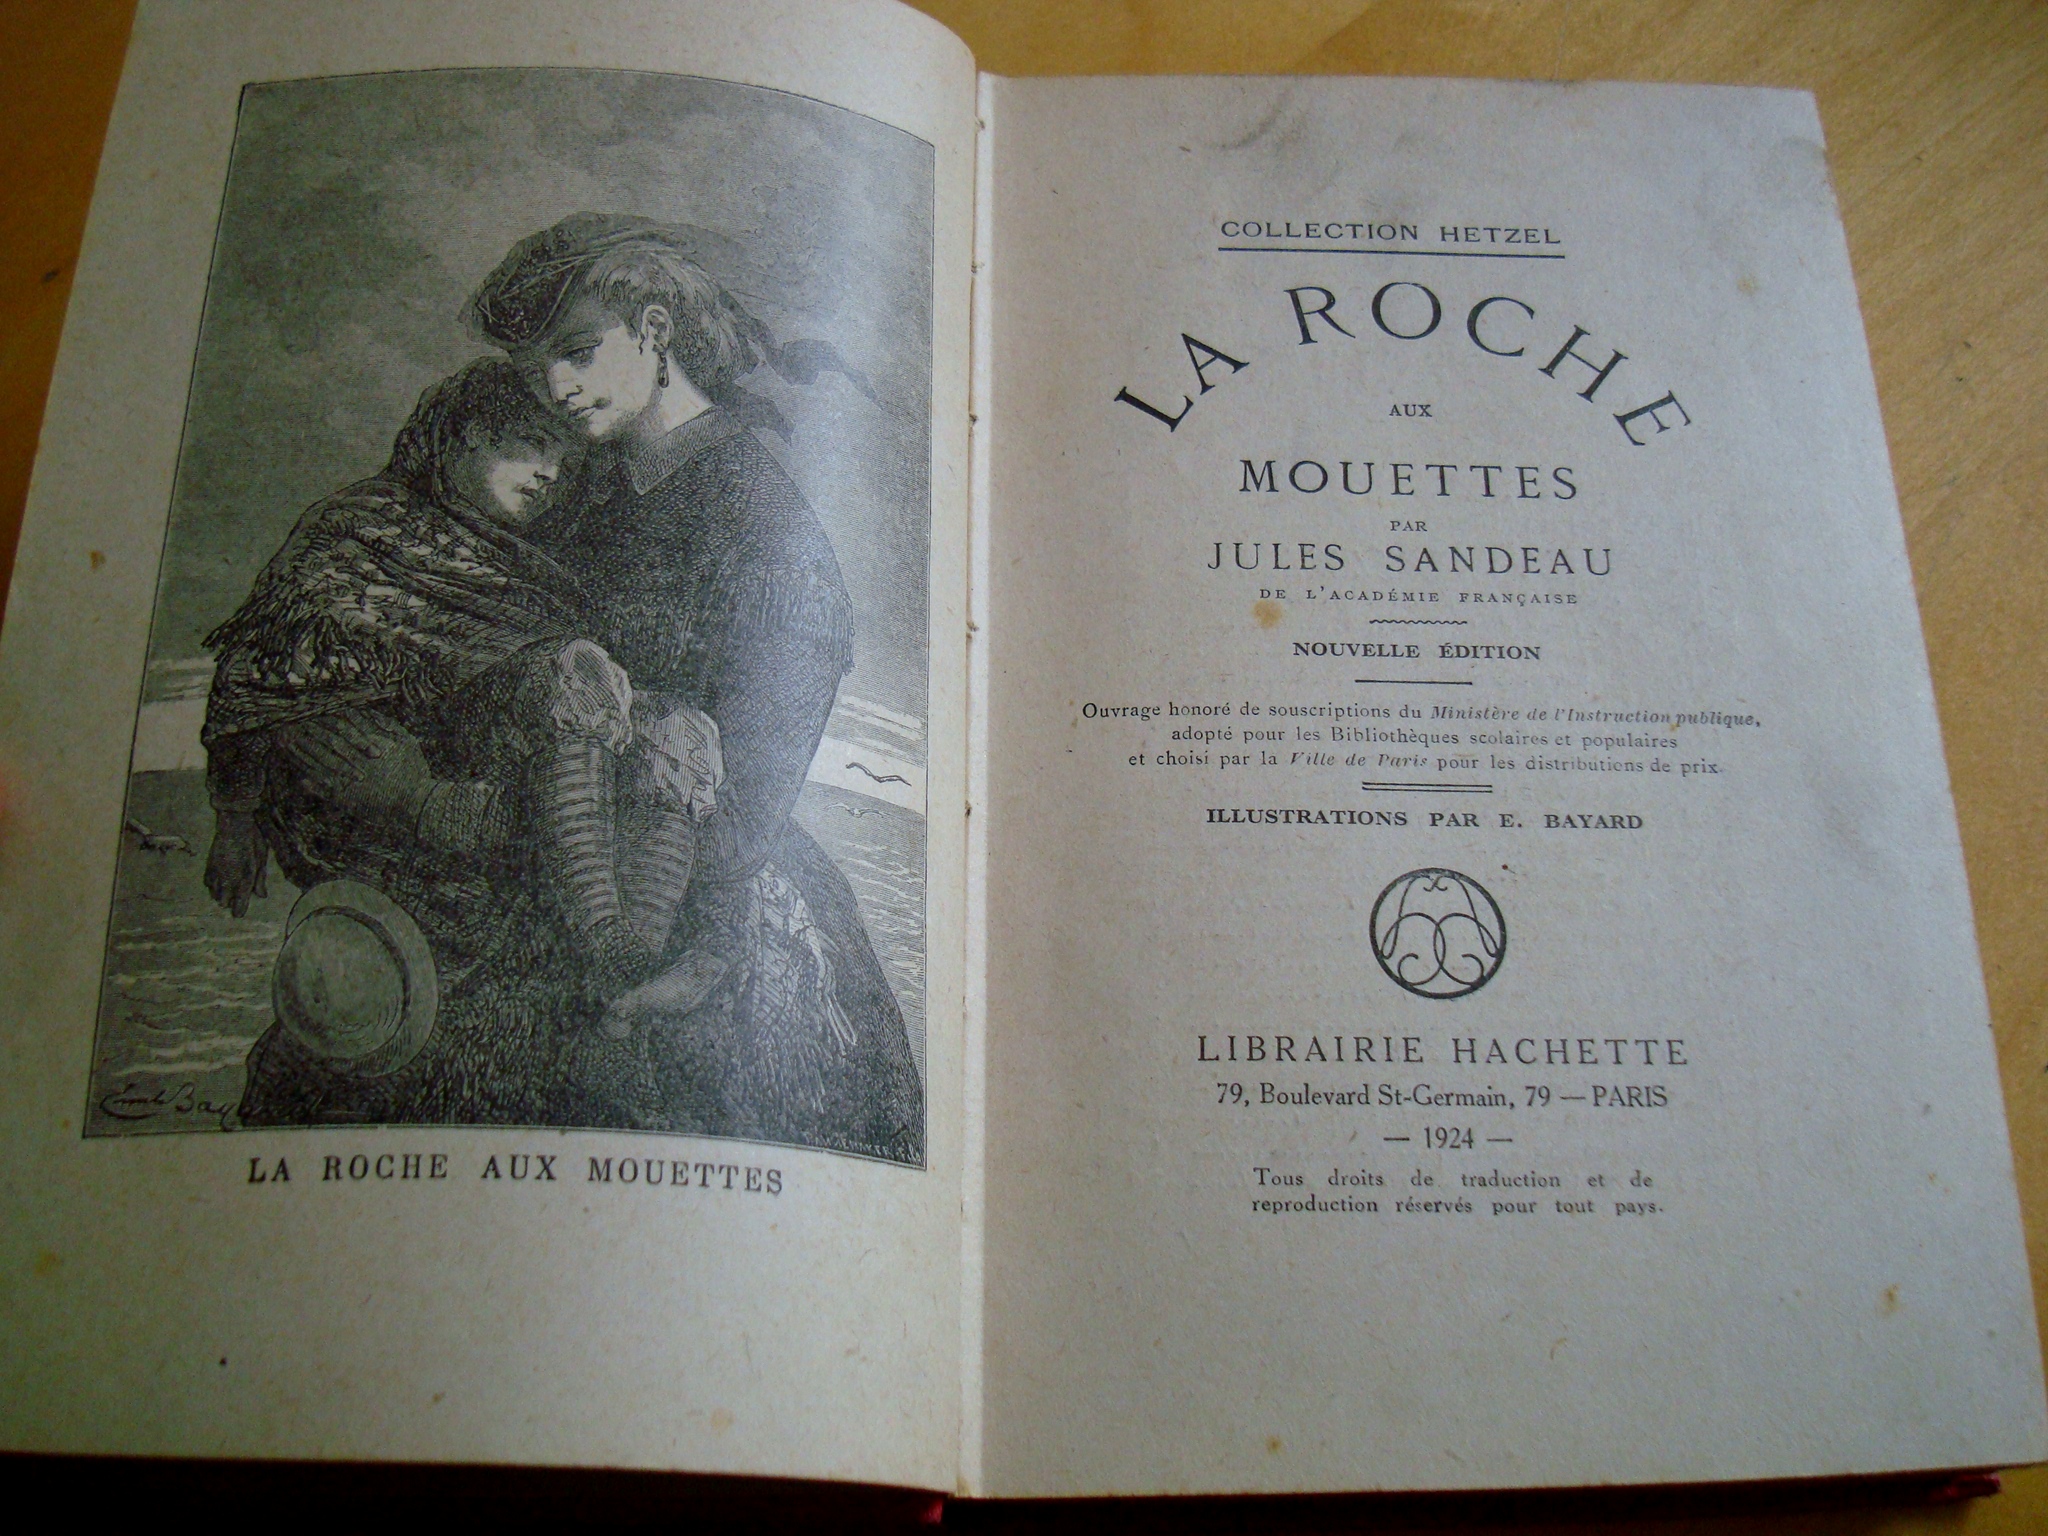 Emile Bayard
LA ROCHE AUX MOUETTES
COLLECTION HETZEL
LA ROCHE
AUX
MOUETTES
PAR
JULES SANDEAU
DE L'ACADÉMIE FRANÇAISE
NOUVELLE ÉDITION
Ouvrage honoré de souscriptions du Ministère de l'Instruction publique,
adopté pour les Bibliothèques scolaires et populaires
et choisi par la Ville de Paris pour les distributions de prix.
ILLUSTRATIONS PAR E. BAYARD
LIBRAIRIE HACHETTE
79, Boulevard St-Germain, 79 — PARIS
— 1924 —
Tous droits de traduction et de
reproduction réservés pour tout pays.